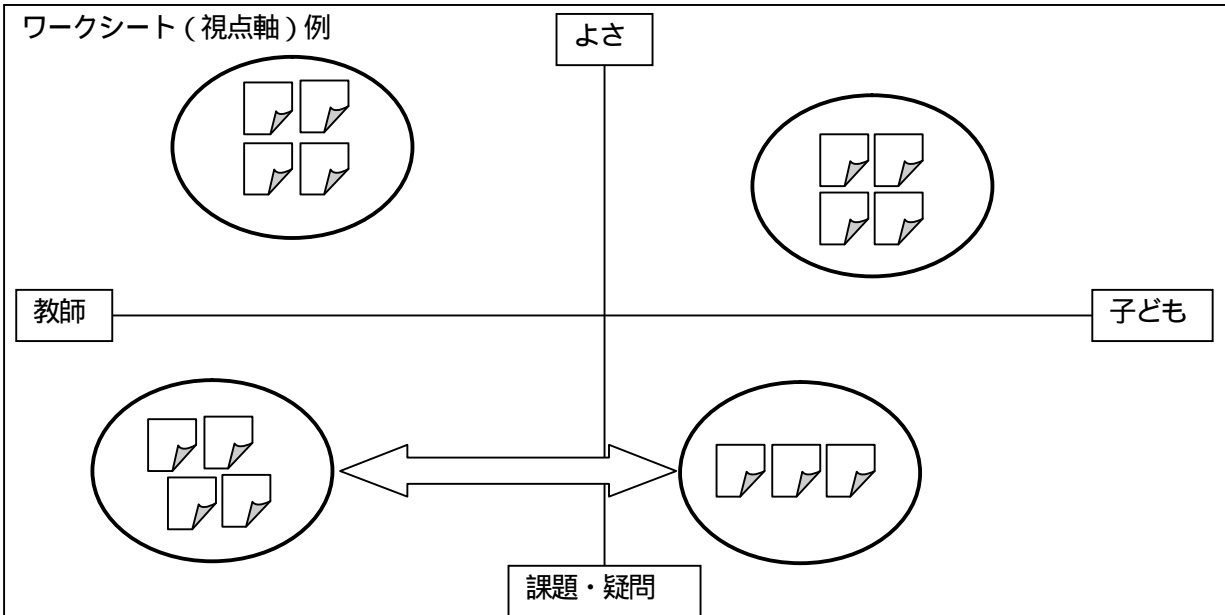 ワークシート（視点軸）例
よさ
教師
子ども
課題・疑問